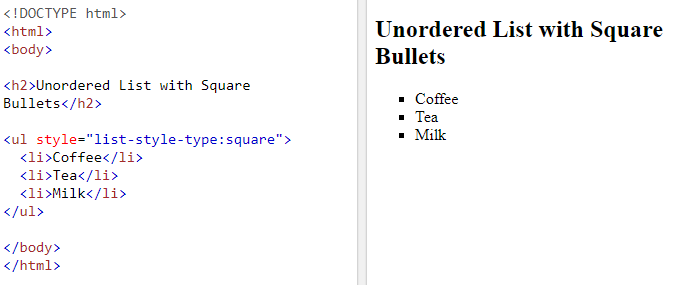 <!DOCTYPE html>
<html>
<body>
<h2>Unordered List with Square
Bullets</h2>
<ul style="list-style-type:square">
  <li>Coffee</li>
  <li>Tea</li>
  <li>Milk</li>
</ul>
</body>
</html>
Unordered List with Square
Bullets
▪ Coffee
▪ Tea
▪ Milk